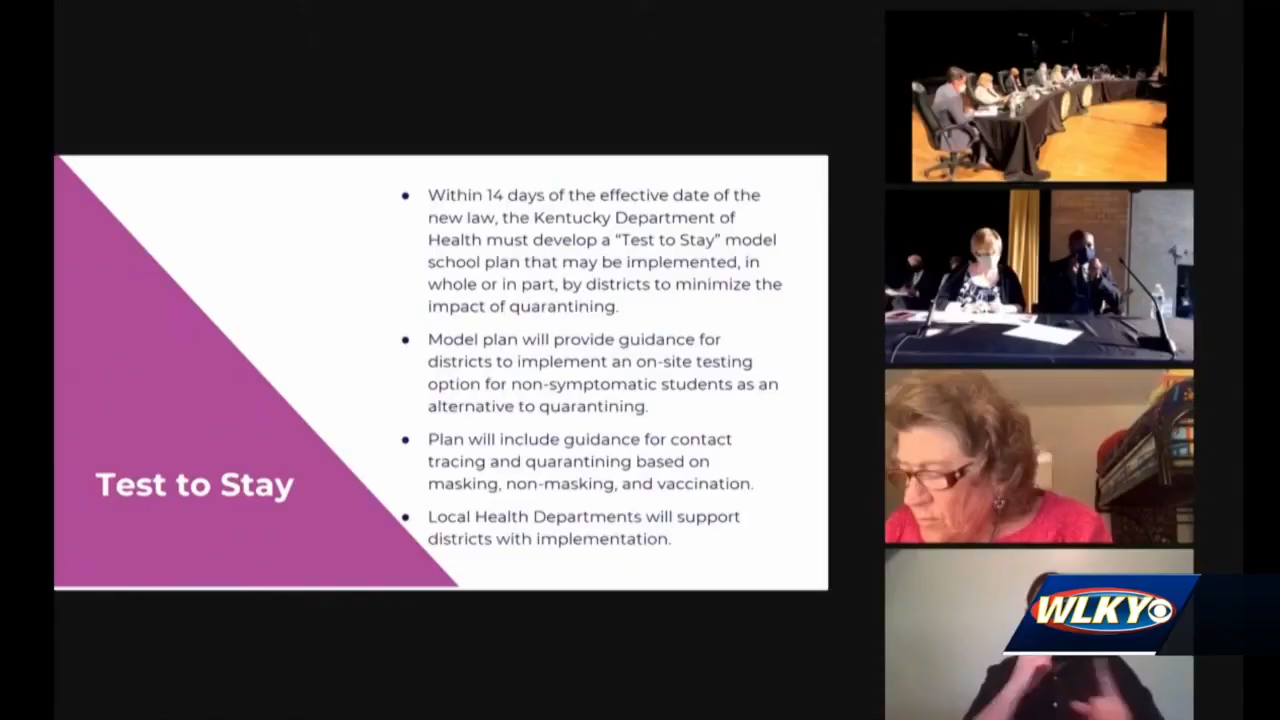 Within 14 days of the effective date of the
new law, the Kentucky Department of
Health must develop a “Test to Stay” model
school plan that may be implemented, in
whole or in part, by districts to minimize the
impact of quarantining.
Model plan will provide guidance for
districts to implement an on-site testing
option for non-symptomatic students as an
alternative to quarantining.
Plan will include guidance for contact
tracing and quarantining based on
masking, non-masking, and vaccination.
Local Health Departments will support
districts with implementation.
Test to Stay
WLKY